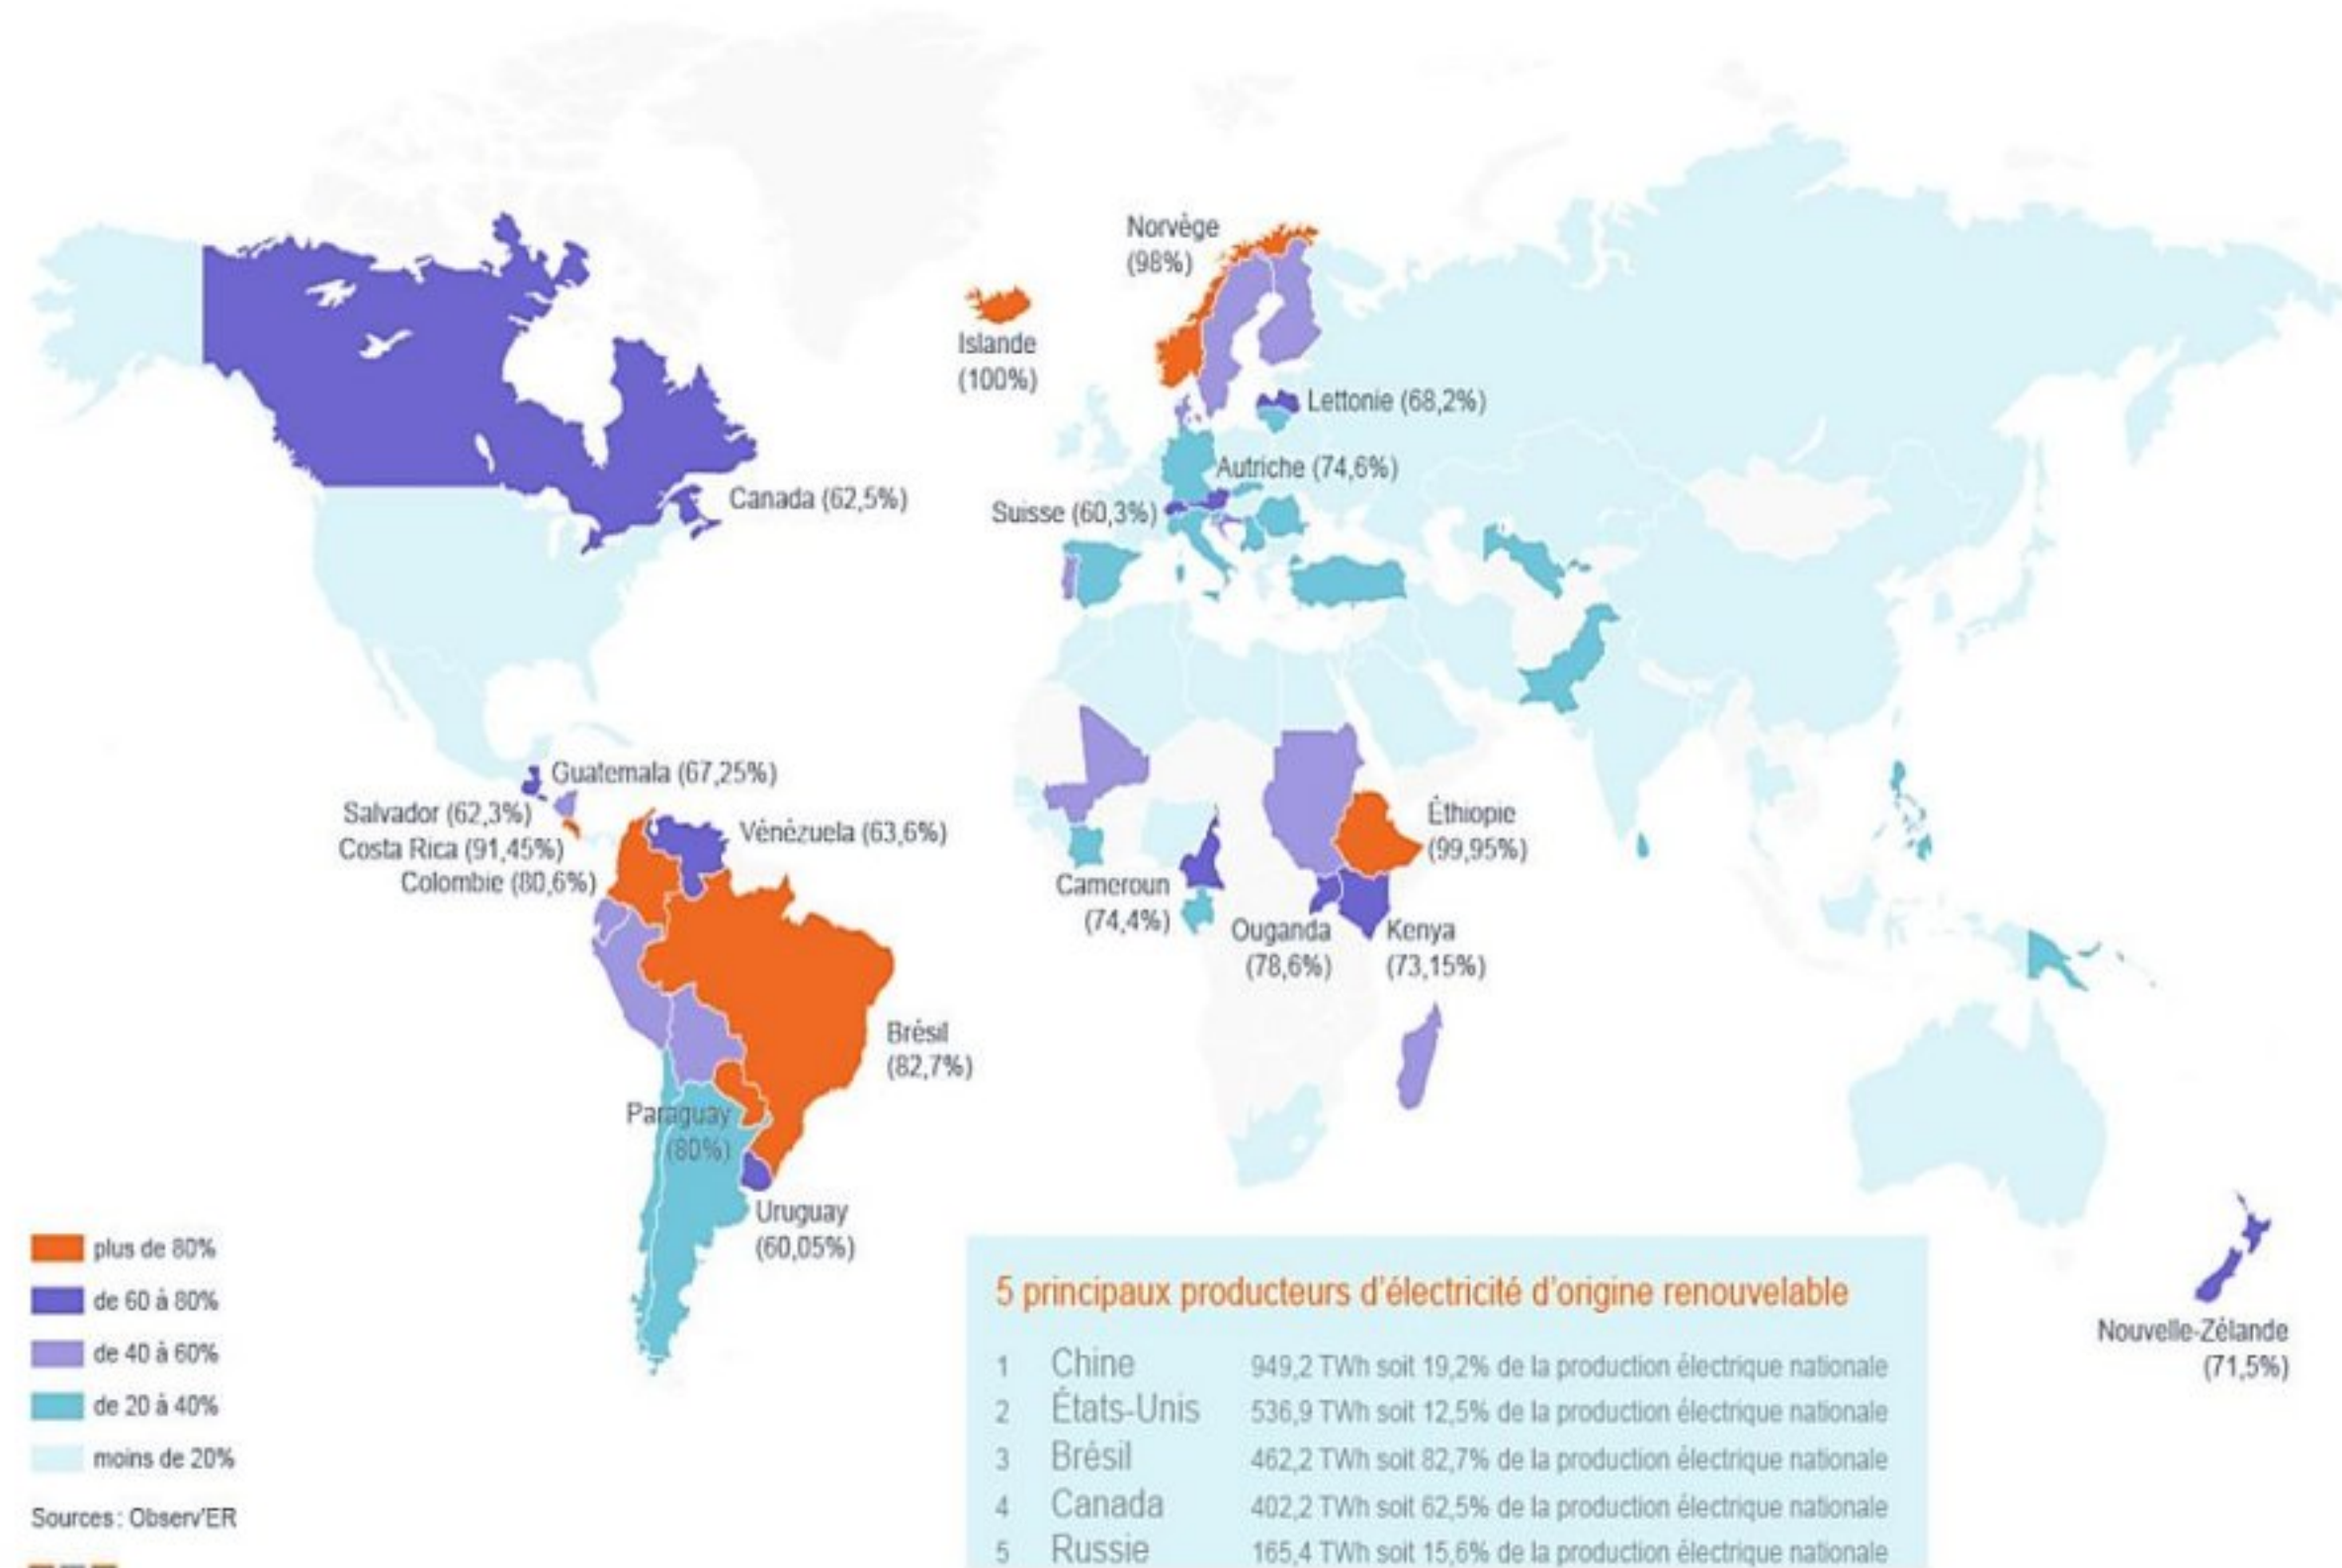 Norvège
(98%)
Islande
(100%)
Lettonie (68,2%)
Autriche (74,6%)
Canada (62,5%)
Suisse (60,3%)
Guatemala (67,25%)
Salvador (62,3%)
Costa Rica (91,45%)
Colombie (80,6%)
Vénézuela (63,6%)
Éthiopie
(99,95%)
Cameroun
(74,4%)
Ouganda
(78,6%)
Kenya
(73,15%)
Brésil
(82,7%)
Paraguay
(80%)
Uruguay
(60,05%)
Nouvelle-Zélande
(71,5%)
plus de 80%
de 60 à 80%
de 40 à 60%
de 20 à 40%
moins de 20%
Sources : Observ'ER
5 principaux producteurs d'électricité d'origine renouvelable
1 Chine 949,2 TWh soit 19,2% de la production électrique nationale
2 États-Unis 536,9 TWh soit 12,5% de la production électrique nationale
3 Brésil 462,2 TWh soit 82,7% de la production électrique nationale
4 Canada 402,2 TWh soit 62,5% de la production électrique nationale
5 Russie 165,4 TWh soit 15,6% de la production électrique nationale